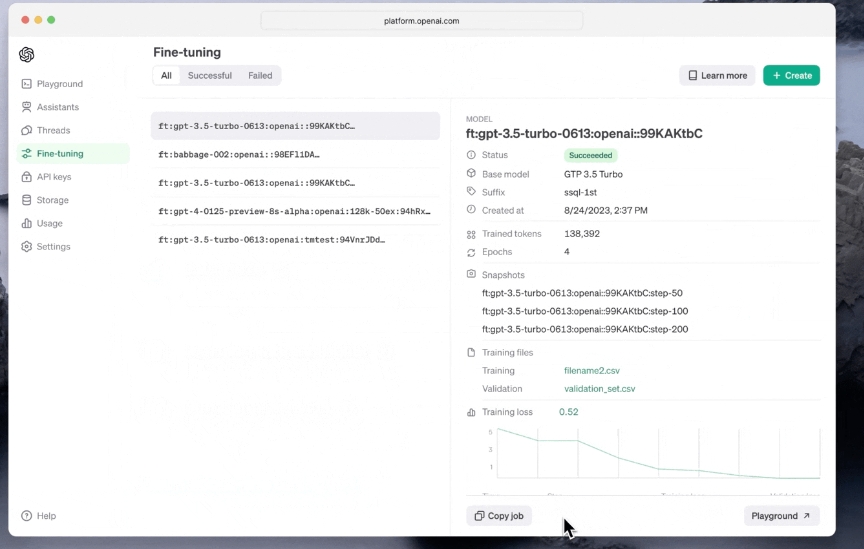 platform.openai.com
Fine-tuning
All Successful Failed
Learn more
+ Create
Playground
Assistants
Threads
Fine-tuning
API keys
Storage
Usage
Settings
Help
ft:gpt-3.5-turbo-0613:openai::99KAKtbC…
ft:babbage-002:openai::98EFl1DA…
ft:gpt-3.5-turbo-0613:openai::99KAKtbC…
ft:gpt-4-0125-preview-8s-alpha:openai:128k-50ex:94hRx…
ft:gpt-3.5-turbo-0613:openai:tmtest:94VnrJDd…
MODEL
ft:gpt-3.5-turbo-0613:openai::99KAKtbC
Status Succeeeded
Base model GTP 3.5 Turbo
Suffix ssql-1st
Created at 8/24/2023, 2:37 PM
Trained tokens 138,392
Epochs 4
Snapshots
ft:gpt-3.5-turbo-0613:openai::99KAKtbC:step-50
ft:gpt-3.5-turbo-0613:openai::99KAKtbC:step-100
ft:gpt-3.5-turbo-0613:openai::99KAKtbC:step-200
Training files
Training filename2.csv
Validation validation_set.csv
Training loss 0.52
5
3
1
Copy job
Playground